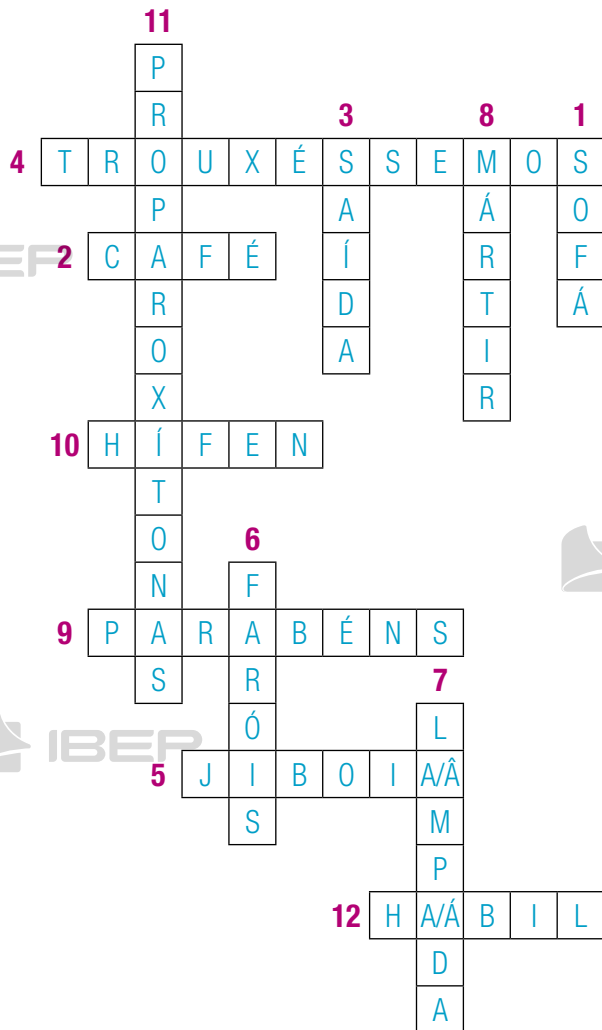 11
P
R 3 8 1
4 T R O U X É S S E M O S
P A Á O
2 C A F É Í R F
R D T Á
O A I
X R
10 H Í F E N
T
O 6
N F
9 P A R A B É N S
S R 7
Ó L
IBEP
5 J I B O I A/Â
S M
P
12 H A/Á B I L
D
A